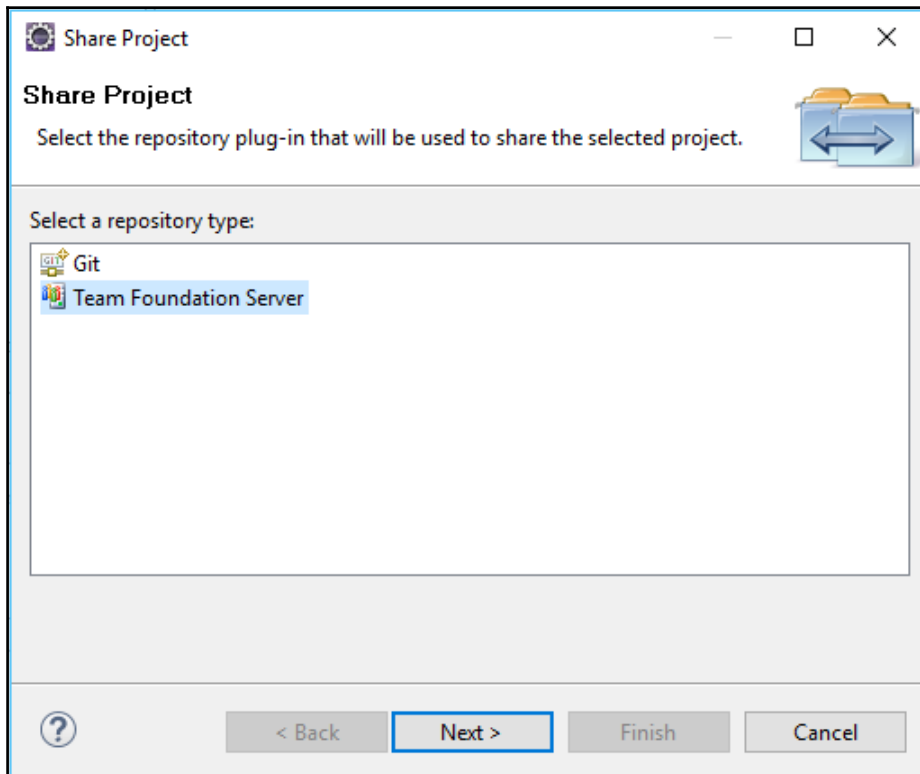 Share Project
Share Project
Select the repository plug-in that will be used to share the selected project.
Select a repository type:
GIT Git
Team Foundation Server
? < Back Next > Finish Cancel